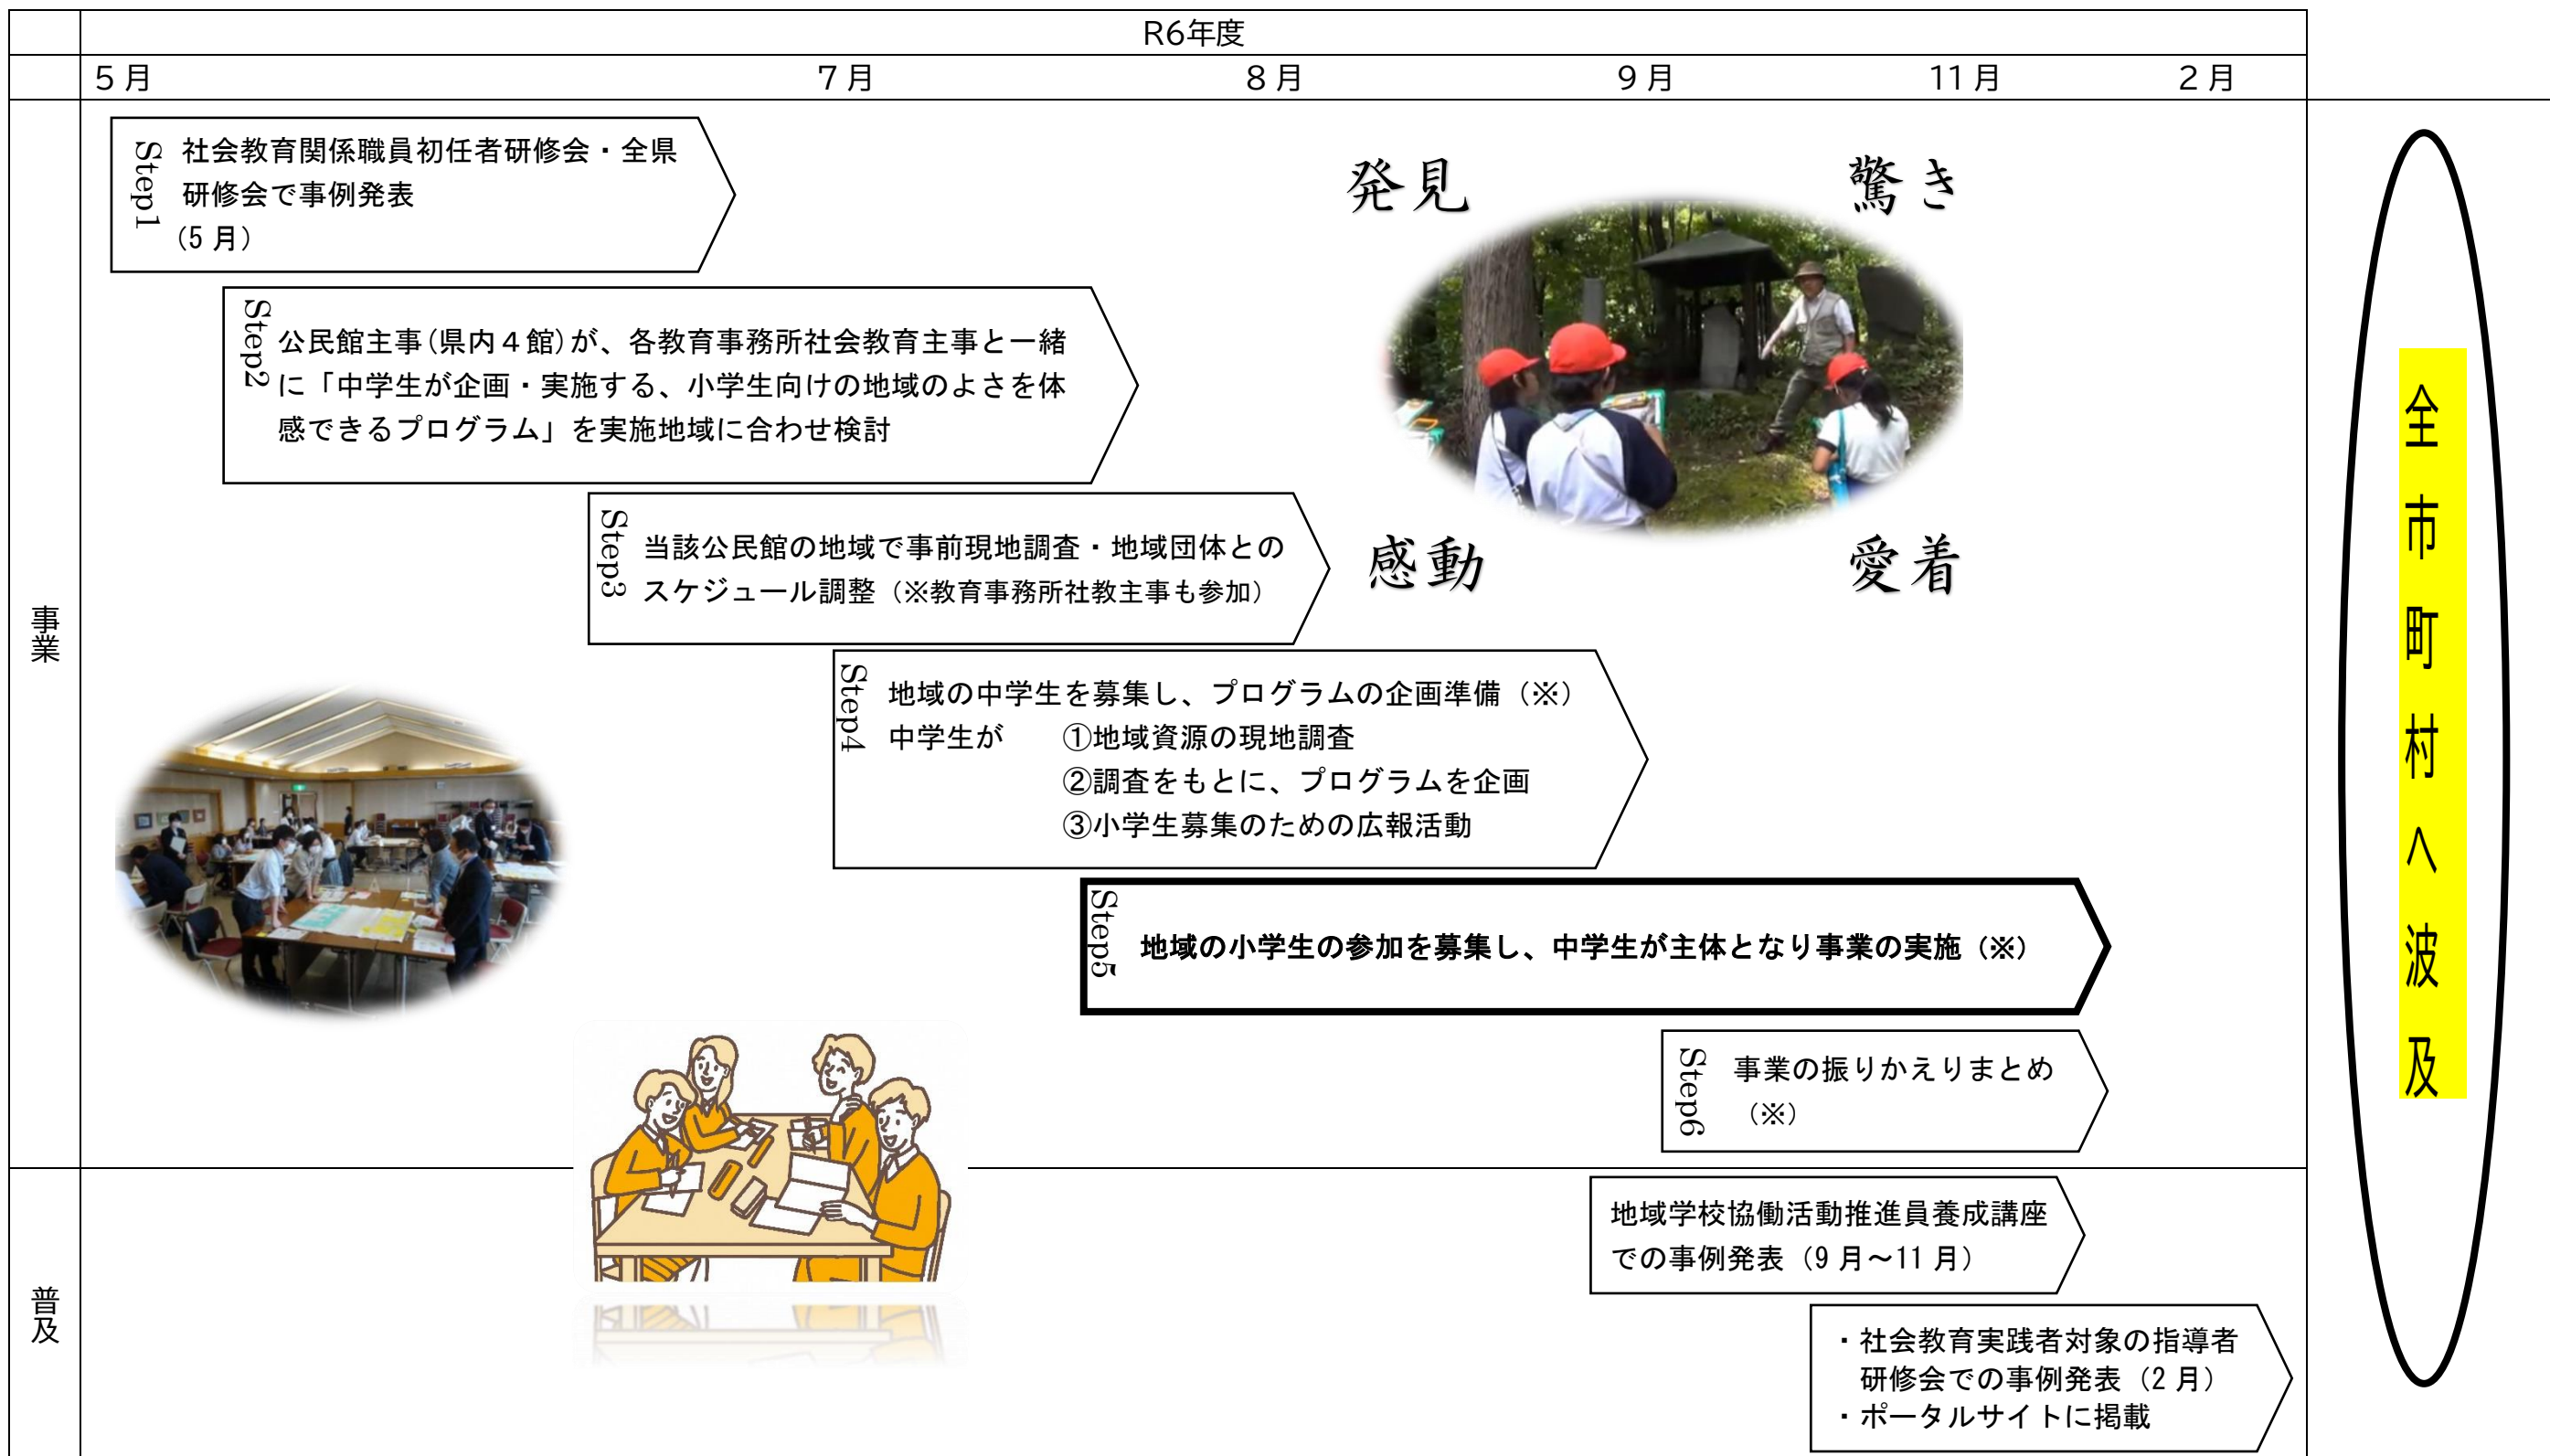 R6年度
5月 7月 8月 9月 11月 2月
事業
Step1
社会教育関係職員初任者研修会・全県
研修会で事例発表
(5月)
発見
驚き
感動
愛着
Step2
公民館主事(県内4館)が、各教育事務所社会教育主事と一緒
に「中学生が企画・実施する、小学生向けの地域のよさを体
感できるプログラム」を実施地域に合わせ検討
Step3
当該公民館の地域で事前現地調査・地域団体との
スケジュール調整(※教育事務所社教主事も参加)
Step4
地域の中学生を募集し、プログラムの企画準備(※)
中学生が ①地域資源の現地調査
②調査をもとに、プログラムを企画
③小学生募集のための広報活動
Step5
地域の小学生の参加を募集し、中学生が主体となり事業の実施(※)
Step6
事業の振りかえりまとめ
(※)
普及
地域学校協働活動推進員養成講座
での事例発表(9月～11月)
・社会教育実践者対象の指導者
研修会での事例発表(2月)
・ポータルサイトに掲載
全市町村へ波及